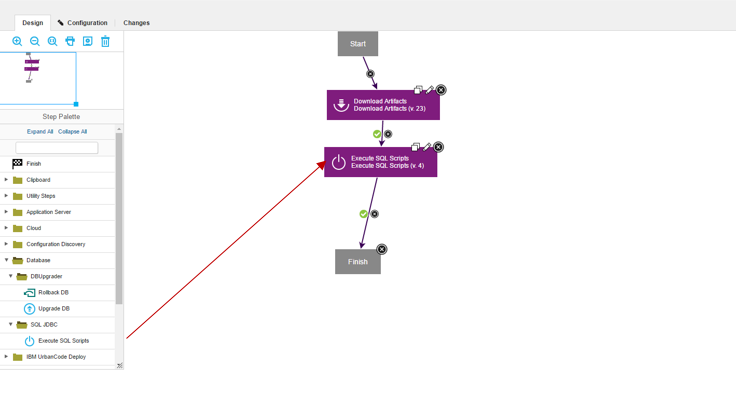 Design
Configuration
Changes
Step Palette
Expand All Collapse All
Finish
Clipboard
Utility Steps
Application Server
Cloud
Configuration Discovery
Database
DBUpgrader
Rollback DB
Upgrade DB
SQL JDBC
Execute SQL Scripts
IBM UrbanCode Deploy
Start
Download Artifacts
Download Artifacts (v. 23)
Execute SQL Scripts
Execute SQL Scripts (v. 4)
Finish